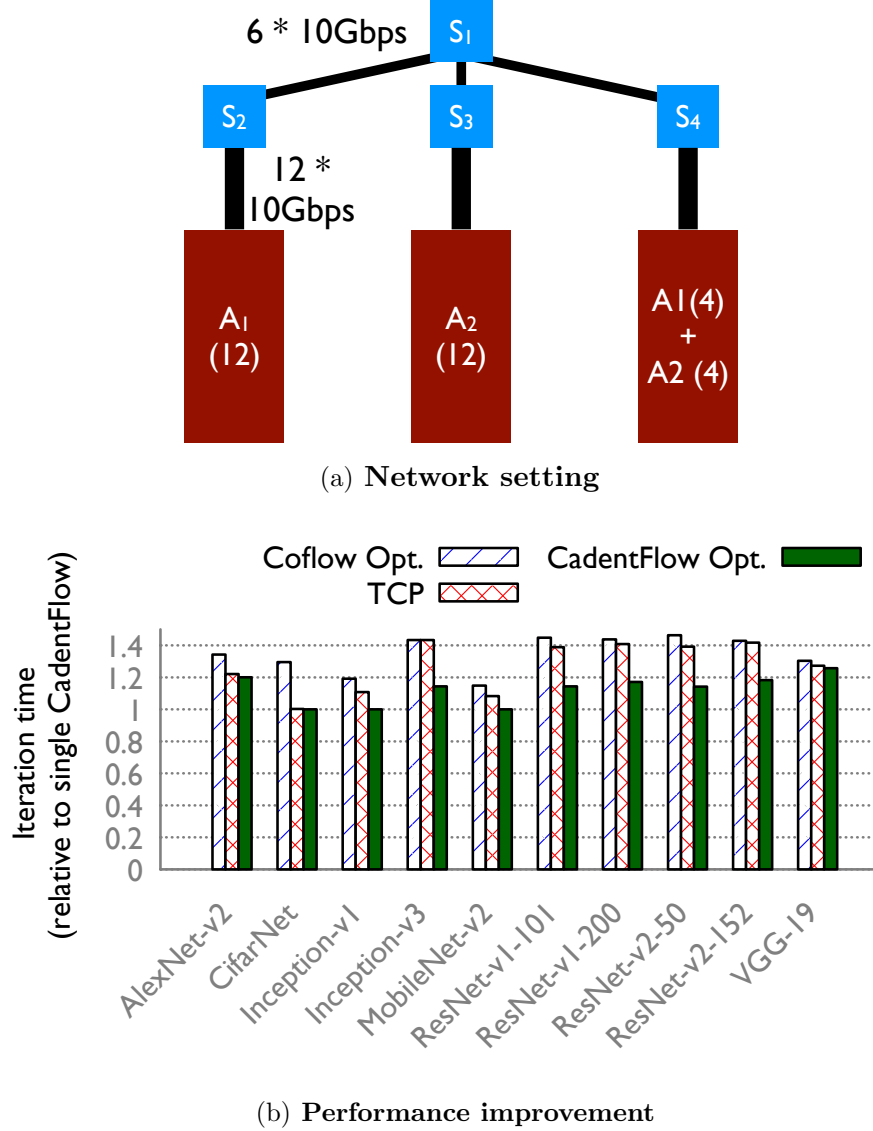 6 * 10Gbps
S1
S2
S3
S4
12 *
10Gbps
A1
(12)
A2
(12)
A1(4)
+
A2 (4)
(a) Network setting
Coflow Opt.
CadentFlow Opt.
TCP
Iteration time
(relative to single CadentFlow)
1.4
1.2
1
0.8
0.6
0.4
0.2
0
AlexNet-v2
CifarNet
Inception-v1
Inception-v3
MobileNet-v2
ResNet-v1-101
ResNet-v1-200
ResNet-v2-50
ResNet-v2-152
VGG-19
(b) Performance improvement